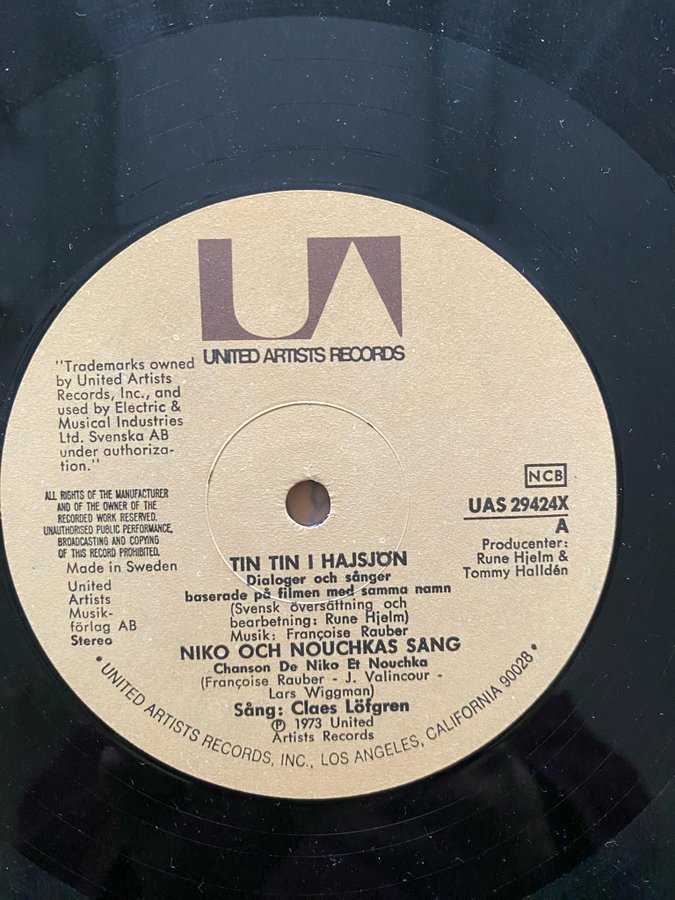 UA
UNITED ARTISTS RECORDS
"Trademarks owned
by United Artists
Records, Inc., and
used by Electric &
Musical Industries
Ltd. Svenska AB
under authoriza-
tion."
ALL RIGHTS OF THE MANUFACTURER
AND OF THE OWNER OF THE
RECORDED WORK RESERVED.
UNAUTHORISED PUBLIC PERFORMANCE,
BROADCASTING AND COPYING
OF THIS RECORD PROHIBITED.
Made in Sweden
United
Artists
Musik-
förlag AB
Stereo
NCB
UAS 29424X
A
Producenter:
Rune Hjelm &
Tommy Halldén
TIN TIN I HAJSJÖN
Dialoger och sånger
baserade på filmen med samma namn
(Svensk översättning och
bearbetning: Rune Hjelm)
Musik: Françoise Rauber
NIKO OCH NOUCHKAS SANG
Chanson De Niko Et Nouchka
(Françoise Rauber - J. Valincour -
Lars Wiggman)
Sång: Claes Löfgren
℗ 1973 United
Artists Records
• UNITED ARTISTS RECORDS, INC., LOS ANGELES, CALIFORNIA 90028 •